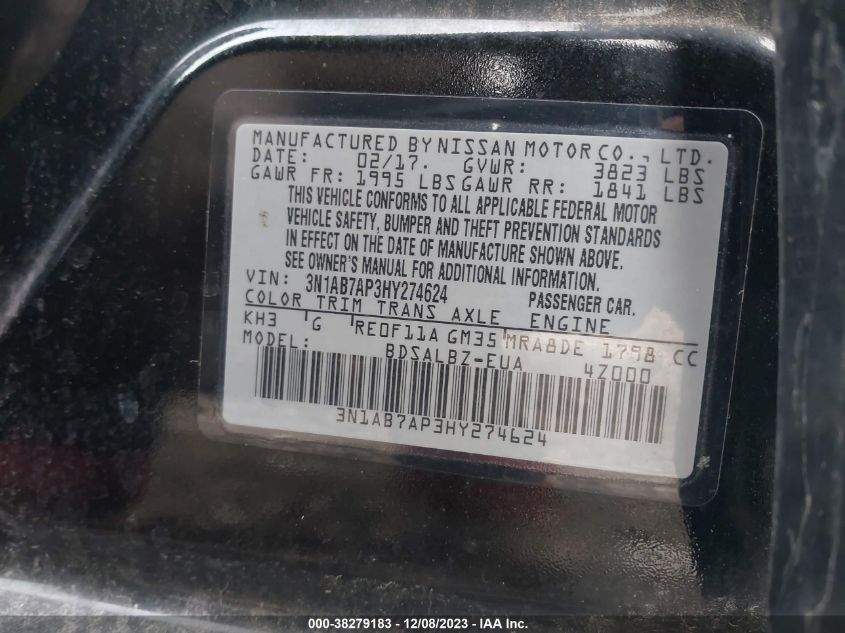 MANUFACTURED BY NISSAN MOTOR CO., LTD.
DATE: 02/17. GVWR: 3823 LBS
GAWR FR: 1995 LBS GAWR RR: 1841 LBS
THIS VEHICLE CONFORMS TO ALL APPLICABLE FEDERAL MOTOR
VEHICLE SAFETY, BUMPER AND THEFT PREVENTION STANDARDS
IN EFFECT ON THE DATE OF MANUFACTURE SHOWN ABOVE.
SEE OWNER'S MANUAL FOR ADDITIONAL INFORMATION.
VIN: 3N1AB7AP3HY274624 PASSENGER CAR.
COLOR TRIM TRANS AXLE ENGINE
KH3 G RE0F11A GM35 MRA8DE 1798 CC
MODEL: BDSALBZ-EUA 4Z000
3N1AB7AP3HY274624
000-38279183 - 12/08/2023 - IAA Inc.